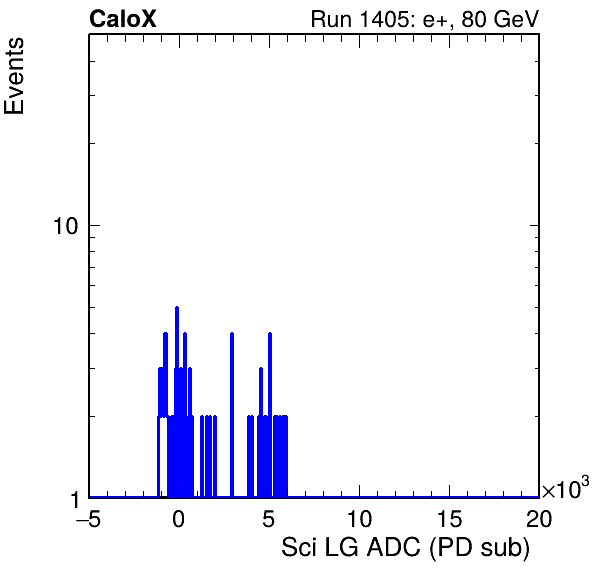 CaloX Run 1405: e+, 80 GeV
Events
10
1
−5 0 5 10 15 20
×10³
Sci LG ADC (PD sub)